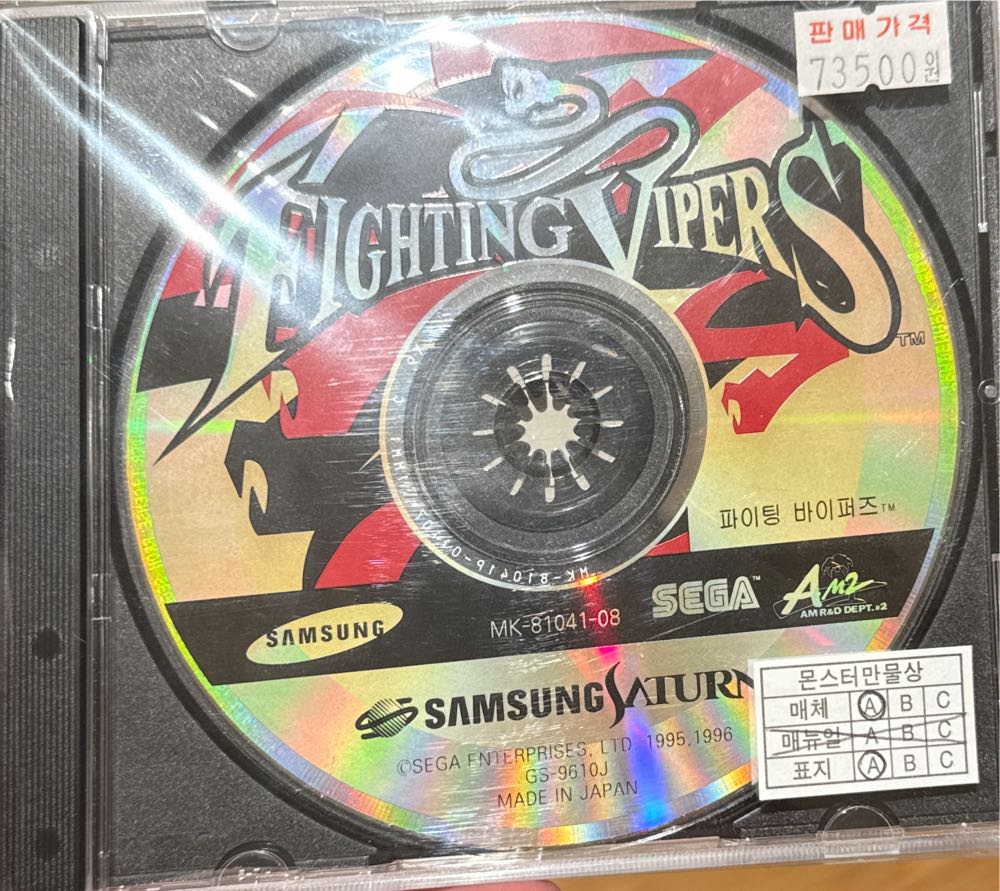 판매가격
73500원
FIGHTING VIPERS
TM
파이팅 바이퍼즈TM
SAMSUNG
MK-81041-08
SEGA™
AM2
AM R&D DEPT.#2
SAMSUNG SATURN
©SEGA ENTERPRISES, LTD. 1995,1996
GS-9610J
MADE IN JAPAN
몬스터만물상
매체 A B C
매뉴얼 A B C
표지 A B C